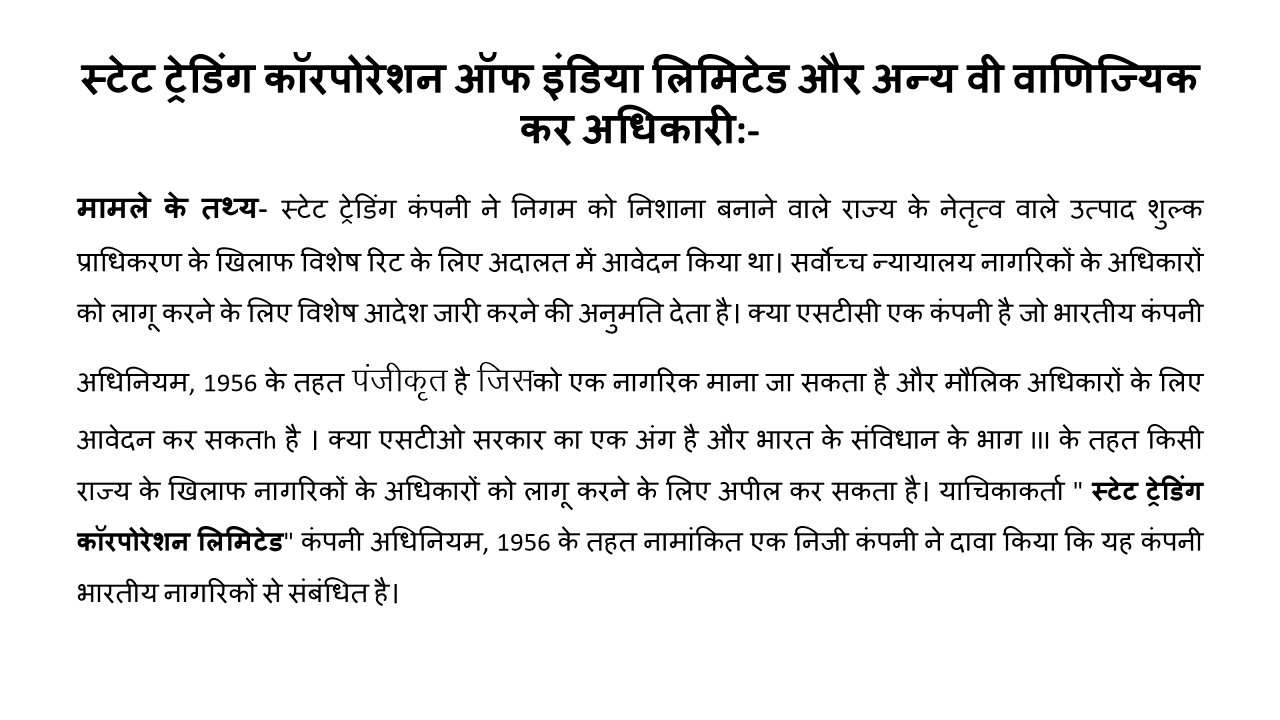 स्टेट ट्रेडिंग कॉरपोरेशन ऑफ इंडिया लिमिटेड और अन्य वी वाणिज्यिक
कर अधिकारी:-
मामले के तथ्य- स्टेट ट्रेडिंग कंपनी ने निगम को निशाना बनाने वाले राज्य के नेतृत्व वाले उत्पाद शुल्क
प्राधिकरण के खिलाफ विशेष रिट के लिए अदालत में आवेदन किया था। सर्वोच्च न्यायालय नागरिकों के अधिकारों
को लागू करने के लिए विशेष आदेश जारी करने की अनुमति देता है। क्या एसटीसी एक कंपनी है जो भारतीय कंपनी
अधिनियम, 1956 के तहत पंजीकृत है जिसको एक नागरिक माना जा सकता है और मौलिक अधिकारों के लिए
आवेदन कर सकतh है । क्या एसटीओ सरकार का एक अंग है और भारत के संविधान के भाग III के तहत किसी
राज्य के खिलाफ नागरिकों के अधिकारों को लागू करने के लिए अपील कर सकता है। याचिकाकर्ता " स्टेट ट्रेडिंग
कॉरपोरेशन लिमिटेड" कंपनी अधिनियम, 1956 के तहत नामांकित एक निजी कंपनी ने दावा किया कि यह कंपनी
भारतीय नागरिकों से संबंधित है।